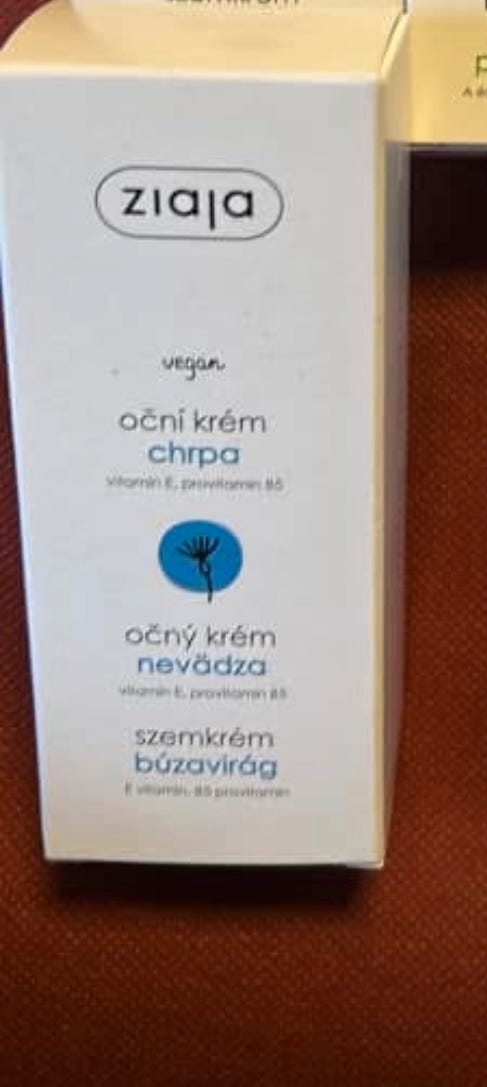 ziaja
vegan
oční krém
chrpa
vitamin E, provitamin B5
očný krém
nevädza
vitamín E, provitamín B5
szemkrém
búzavirág
E vitamin, B5 provitamin